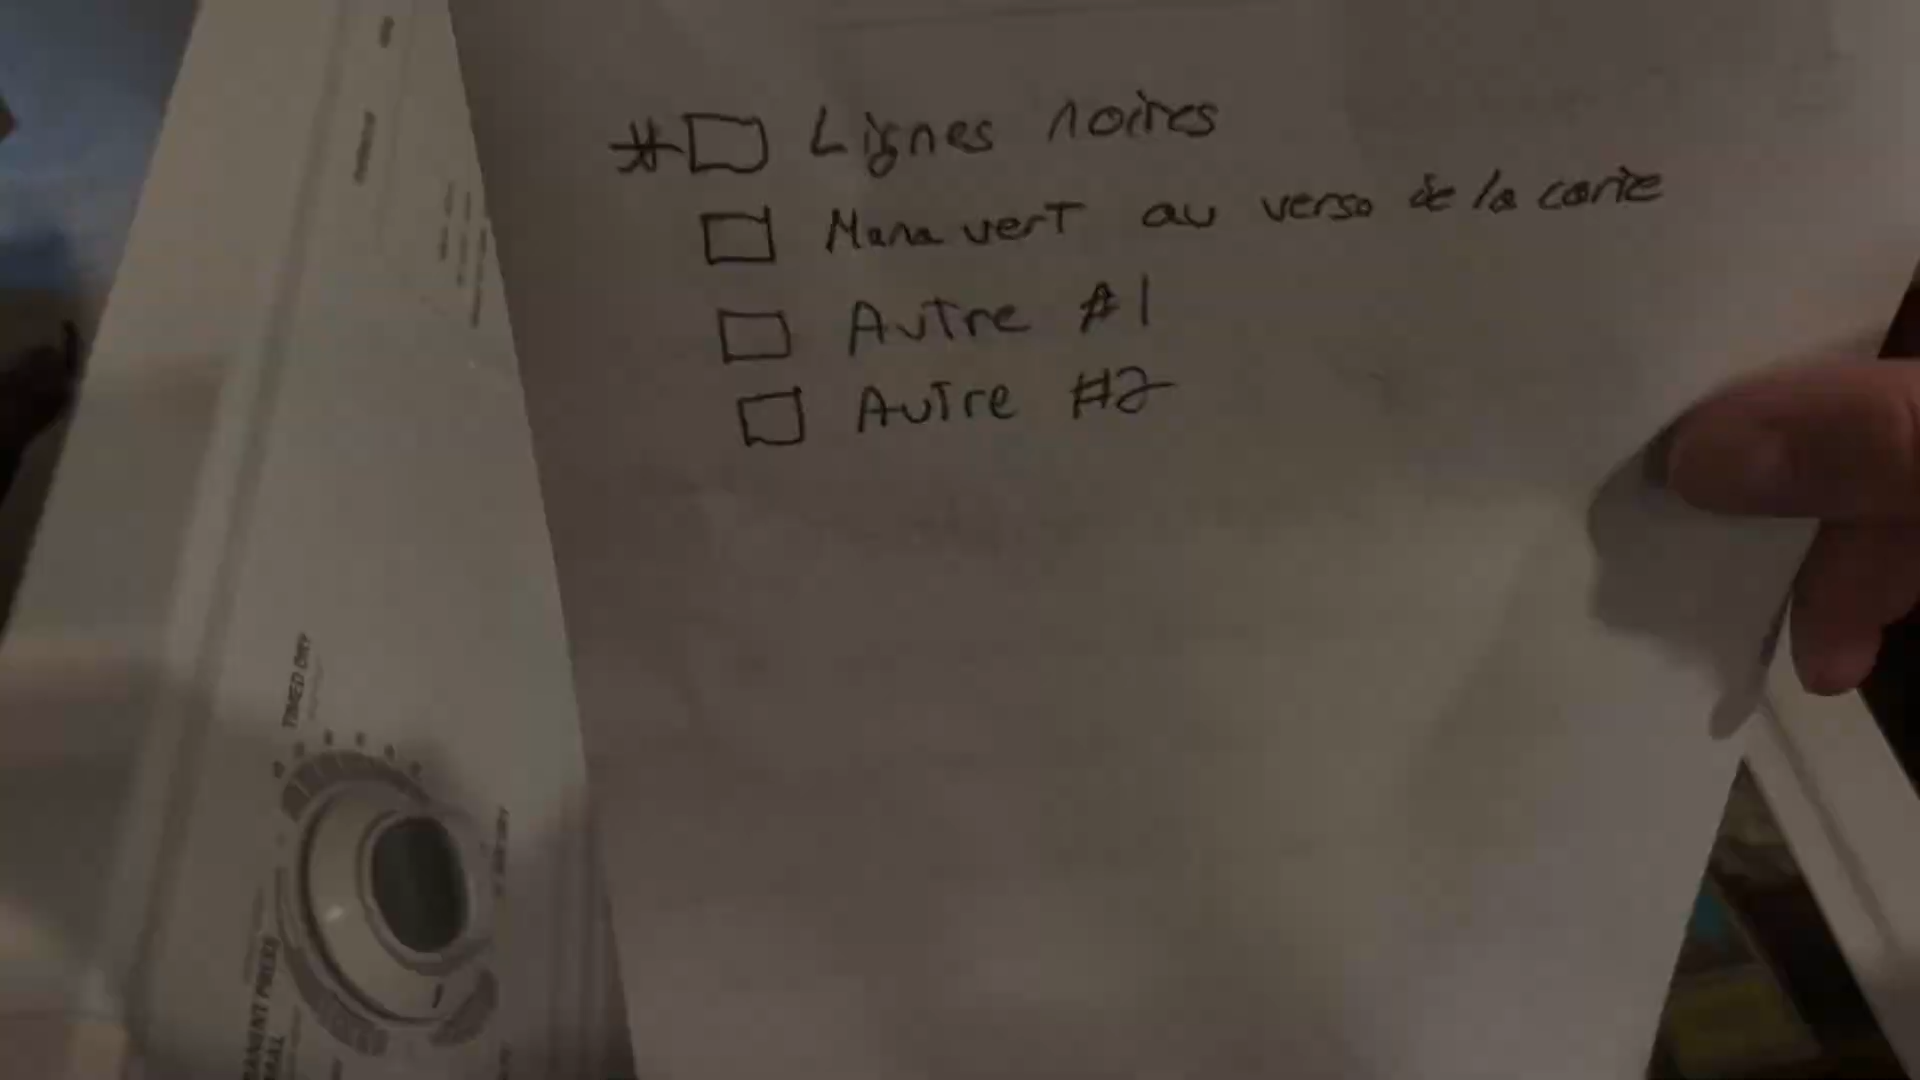 # □ Lignes noires
□ Mana vert au verso de la carte
□ Autre #1
□ Autre #2
TIMED DRY